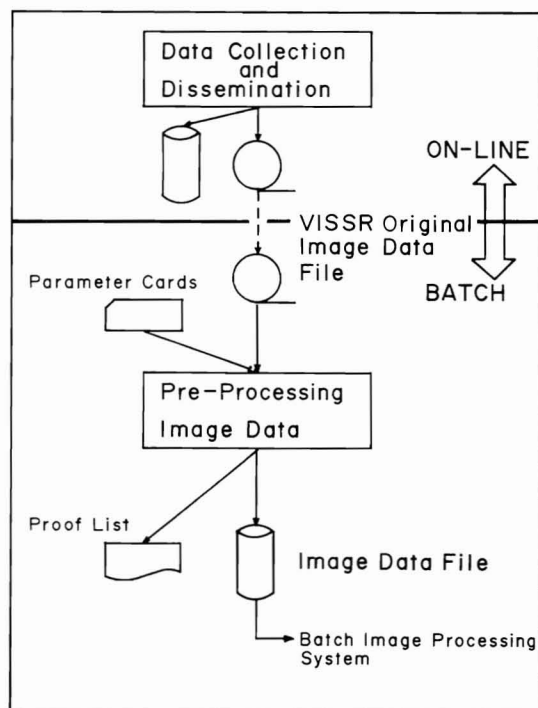 Data Collection
and
Dissemination
ON-LINE
VISSR Original
Image Data
File
BATCH
Parameter Cards
Pre-Processing
Image Data
Proof List
Image Data File
Batch Image Processing
System